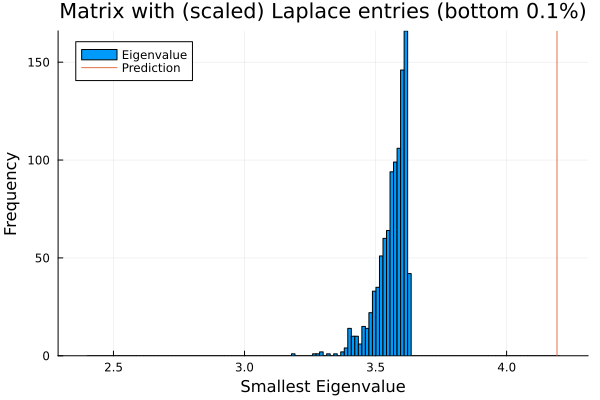 Matrix with (scaled) Laplace entries (bottom 0.1%)
Eigenvalue
Prediction
150
100
50
0
Frequency
2.5 3.0 3.5 4.0
Smallest Eigenvalue